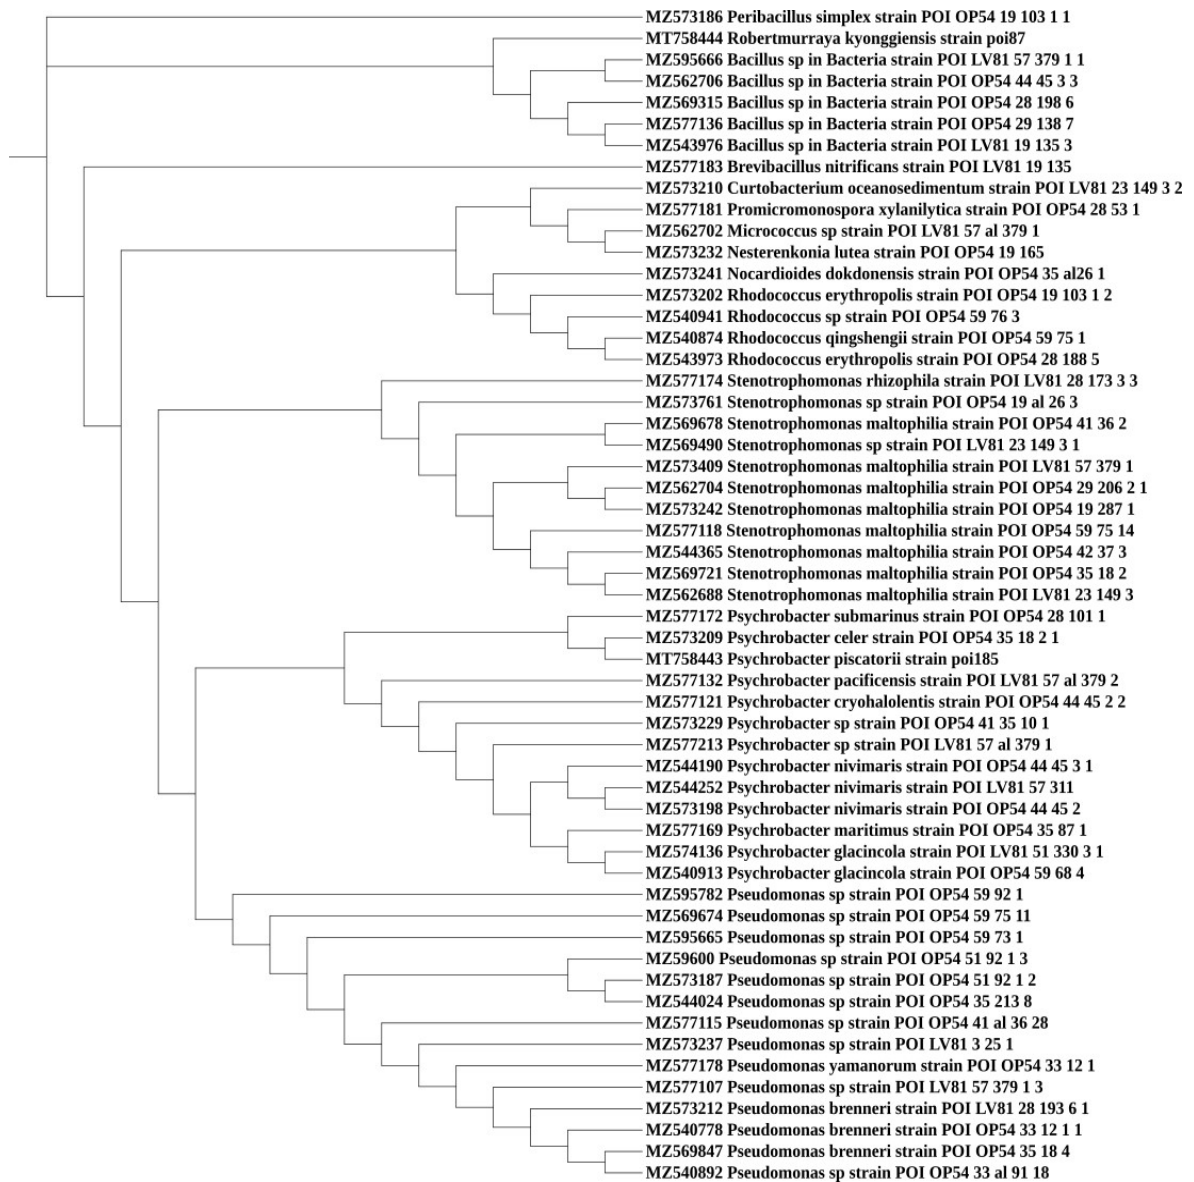 MZ573186 Peribacillus simplex strain POI OP54 19 103 1 1
MT758444 Robertmurraya kyonggiensis strain poi87
MZ595666 Bacillus sp in Bacteria strain POI LV81 57 379 1 1
MZ562706 Bacillus sp in Bacteria strain POI OP54 44 45 3 3
MZ569315 Bacillus sp in Bacteria strain POI OP54 28 198 6
MZ577136 Bacillus sp in Bacteria strain POI OP54 29 138 7
MZ543976 Bacillus sp in Bacteria strain POI LV81 19 135 3
MZ577183 Brevibacillus nitrificans strain POI LV81 19 135
MZ573210 Curtobacterium oceanosedimentum strain POI LV81 23 149 3 2
MZ577181 Promicromonospora xylanilytica strain POI OP54 28 53 1
MZ562702 Micrococcus sp strain POI LV81 57 al 379 1
MZ573232 Nesterenkonia lutea strain POI OP54 19 165
MZ573241 Nocardioides dokdonensis strain POI OP54 35 al26 1
MZ573202 Rhodococcus erythropolis strain POI OP54 19 103 1 2
MZ540941 Rhodococcus sp strain POI OP54 59 76 3
MZ540874 Rhodococcus qingshengii strain POI OP54 59 75 1
MZ543973 Rhodococcus erythropolis strain POI OP54 28 188 5
MZ577174 Stenotrophomonas rhizophila strain POI LV81 28 173 3 3
MZ573761 Stenotrophomonas sp strain POI OP54 19 al 26 3
MZ569678 Stenotrophomonas maltophilia strain POI OP54 41 36 2
MZ569490 Stenotrophomonas sp strain POI LV81 23 149 3 1
MZ573409 Stenotrophomonas maltophilia strain POI LV81 57 379 1
MZ562704 Stenotrophomonas maltophilia strain POI OP54 29 206 2 1
MZ573242 Stenotrophomonas maltophilia strain POI OP54 19 287 1
MZ577118 Stenotrophomonas maltophilia strain POI OP54 59 75 14
MZ544365 Stenotrophomonas maltophilia strain POI OP54 42 37 3
MZ569721 Stenotrophomonas maltophilia strain POI OP54 35 18 2
MZ562688 Stenotrophomonas maltophilia strain POI LV81 23 149 3
MZ577172 Psychrobacter submarinus strain POI OP54 28 101 1
MZ573209 Psychrobacter celer strain POI OP54 35 18 2 1
MT758443 Psychrobacter piscatorii strain poi185
MZ577132 Psychrobacter pacificensis strain POI LV81 57 al 379 2
MZ577121 Psychrobacter cryohalolentis strain POI OP54 44 45 2 2
MZ573229 Psychrobacter sp strain POI OP54 41 35 10 1
MZ577213 Psychrobacter sp strain POI LV81 57 al 379 1
MZ544190 Psychrobacter nivimaris strain POI OP54 44 45 3 1
MZ544252 Psychrobacter nivimaris strain POI LV81 57 311
MZ573198 Psychrobacter nivimaris strain POI OP54 44 45 2
MZ577169 Psychrobacter maritimus strain POI OP54 35 87 1
MZ574136 Psychrobacter glacincola strain POI LV81 51 330 3 1
MZ540913 Psychrobacter glacincola strain POI OP54 59 68 4
MZ595782 Pseudomonas sp strain POI OP54 59 92 1
MZ569674 Pseudomonas sp strain POI OP54 59 75 11
MZ595665 Pseudomonas sp strain POI OP54 59 73 1
MZ59600 Pseudomonas sp strain POI OP54 51 92 1 3
MZ573187 Pseudomonas sp strain POI OP54 51 92 1 2
MZ544024 Pseudomonas sp strain POI OP54 35 213 8
MZ577115 Pseudomonas sp strain POI OP54 41 al 36 28
MZ573237 Pseudomonas sp strain POI LV81 3 25 1
MZ577178 Pseudomonas yamanorum strain POI OP54 33 12 1
MZ577107 Pseudomonas sp strain POI LV81 57 379 1 3
MZ573212 Pseudomonas brenneri strain POI LV81 28 193 6 1
MZ540778 Pseudomonas brenneri strain POI OP54 33 12 1 1
MZ569847 Pseudomonas brenneri strain POI OP54 35 18 4
MZ540892 Pseudomonas sp strain POI OP54 33 al 91 18